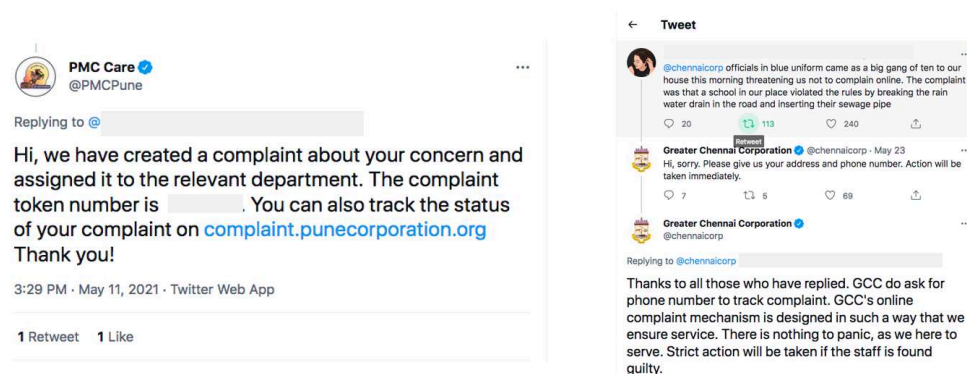 PMC Care
@PMCPune
...
Replying to @
Hi, we have created a complaint about your concern and
assigned it to the relevant department. The complaint
token number is . You can also track the status
of your complaint on complaint.punecorporation.org
Thank you!
3:29 PM · May 11, 2021 · Twitter Web App
1 Retweet 1 Like
← Tweet
@chennaicorp officials in blue uniform came as a big gang of ten to our
house this morning threatening us not to complain online. The complaint
was that a school in our place violated the rules by breaking the rain
water drain in the road and inserting their sewage pipe
20 113 240
Retweet
Greater Chennai Corporation @chennaicorp · May 23
Hi, sorry. Please give us your address and phone number. Action will be
taken immediately.
7 5 69
Greater Chennai Corporation
@chennaicorp
Replying to @chennaicorp
Thanks to all those who have replied. GCC do ask for
phone number to track complaint. GCC's online
complaint mechanism is designed in such a way that we
ensure service. There is nothing to panic, as we here to
serve. Strict action will be taken if the staff is found
guilty.